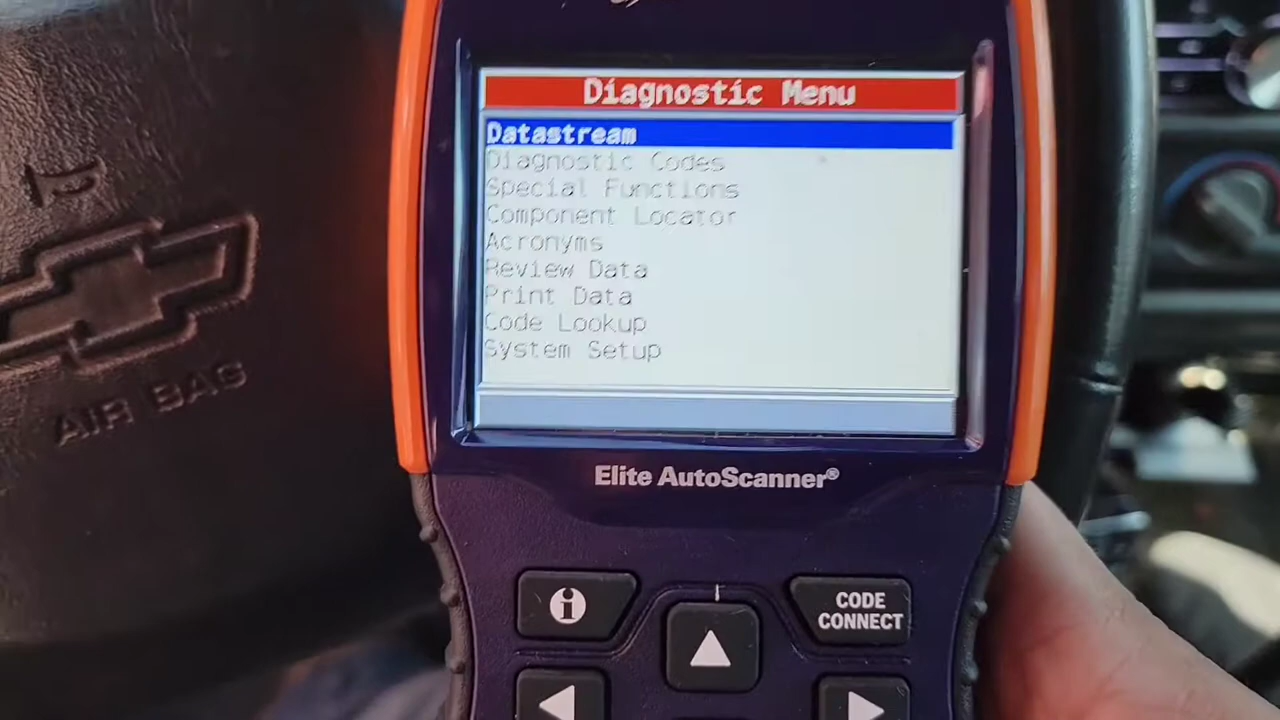 Diagnostic Menu
Datastream
Diagnostic Codes
Special Functions
Component Locator
Acronyms
Review Data
Print Data
Code Lookup
System Setup
Elite AutoScanner®
i
CODE
CONNECT
AIR BAG